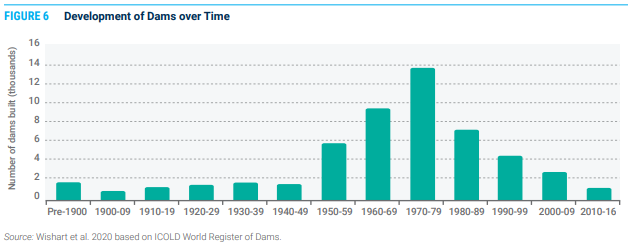 FIGURE 6 Development of Dams over Time
Number of dams built (thousands)
16
14
12
10
8
6
4
2
0
Pre-1900 1900-09 1910-19 1920-29 1930-39 1940-49 1950-59 1960-69 1970-79 1980-89 1990-99 2000-09 2010-16
Source: Wishart et al. 2020 based on ICOLD World Register of Dams.